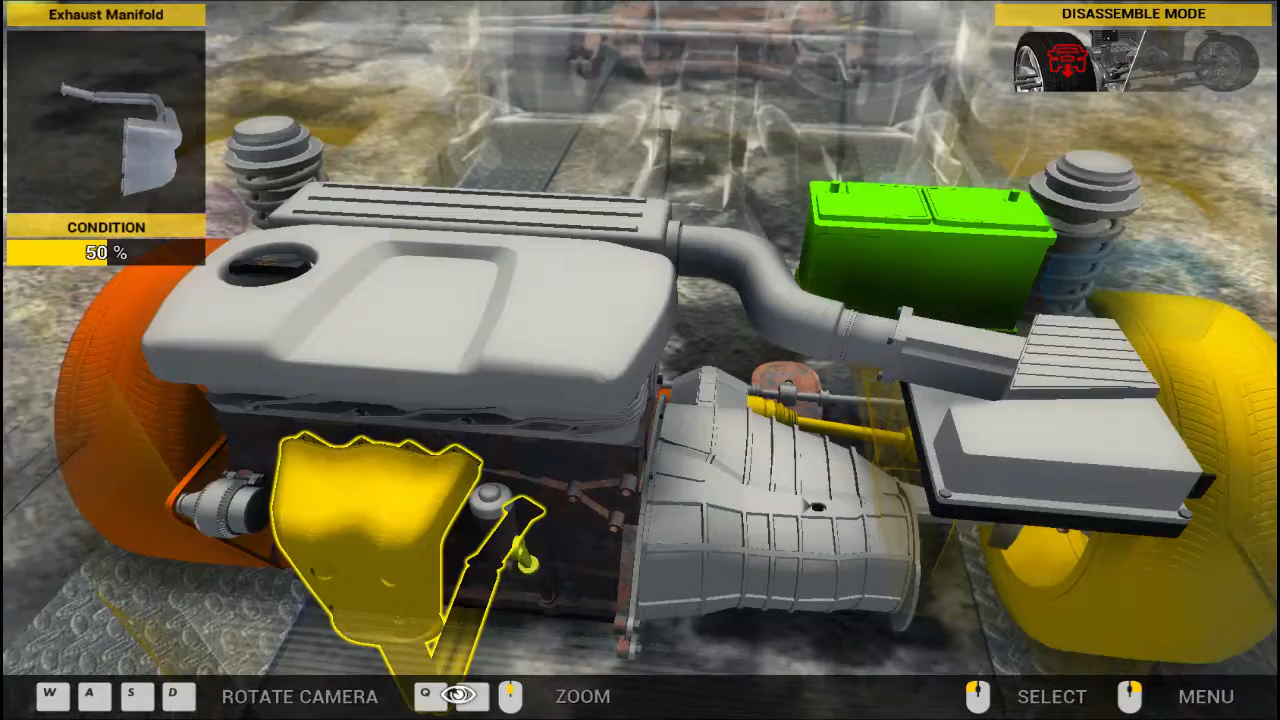 Exhaust Manifold
DISASSEMBLE MODE
CONDITION
50 %
W A S D ROTATE CAMERA Q ZOOM SELECT MENU